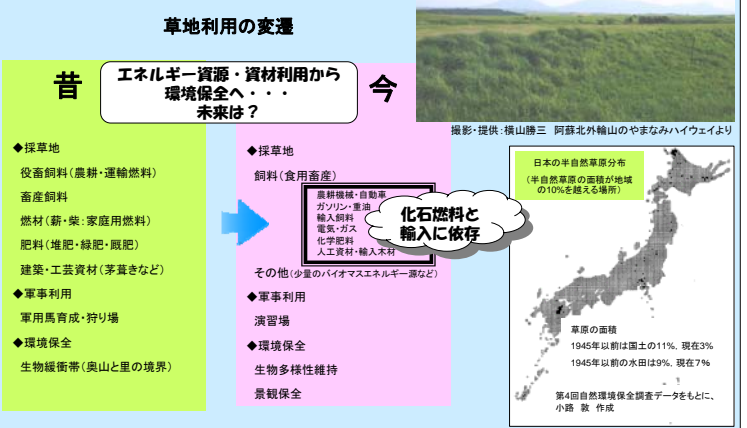 草地利用の変遷
昔
エネルギー資源・資材利用から
環境保全へ・・・
未来は？
今
撮影・提供：横山勝三　阿蘇北外輪山のやまなみハイウェイより
◆採草地
役畜飼料（農耕・運輸燃料）
畜産飼料
燃材（薪・柴：家庭用燃料）
肥料（堆肥・緑肥・厩肥）
建築・工芸資材（茅葺きなど）
◆軍事利用
軍用馬育成・狩り場
◆環境保全
生物緩衝帯（奥山と里の境界）
◆採草地
飼料（食用畜産）
農耕機械・自動車
ガソリン・重油
輸入飼料
電気・ガス
化学肥料
人工資材・輸入木材
化石燃料と
輸入に依存
その他（少量のバイオマスエネルギー源など）
◆軍事利用
演習場
◆環境保全
生物多様性維持
景観保全
日本の半自然草原分布
（半自然草原の面積が地域
の10%を越える場所）
草原の面積
1945年以前は国土の11%，現在3%
1945年以前の水田は9%，現在7%
第4回自然環境保全調査データをもとに、
小路 敦 作成